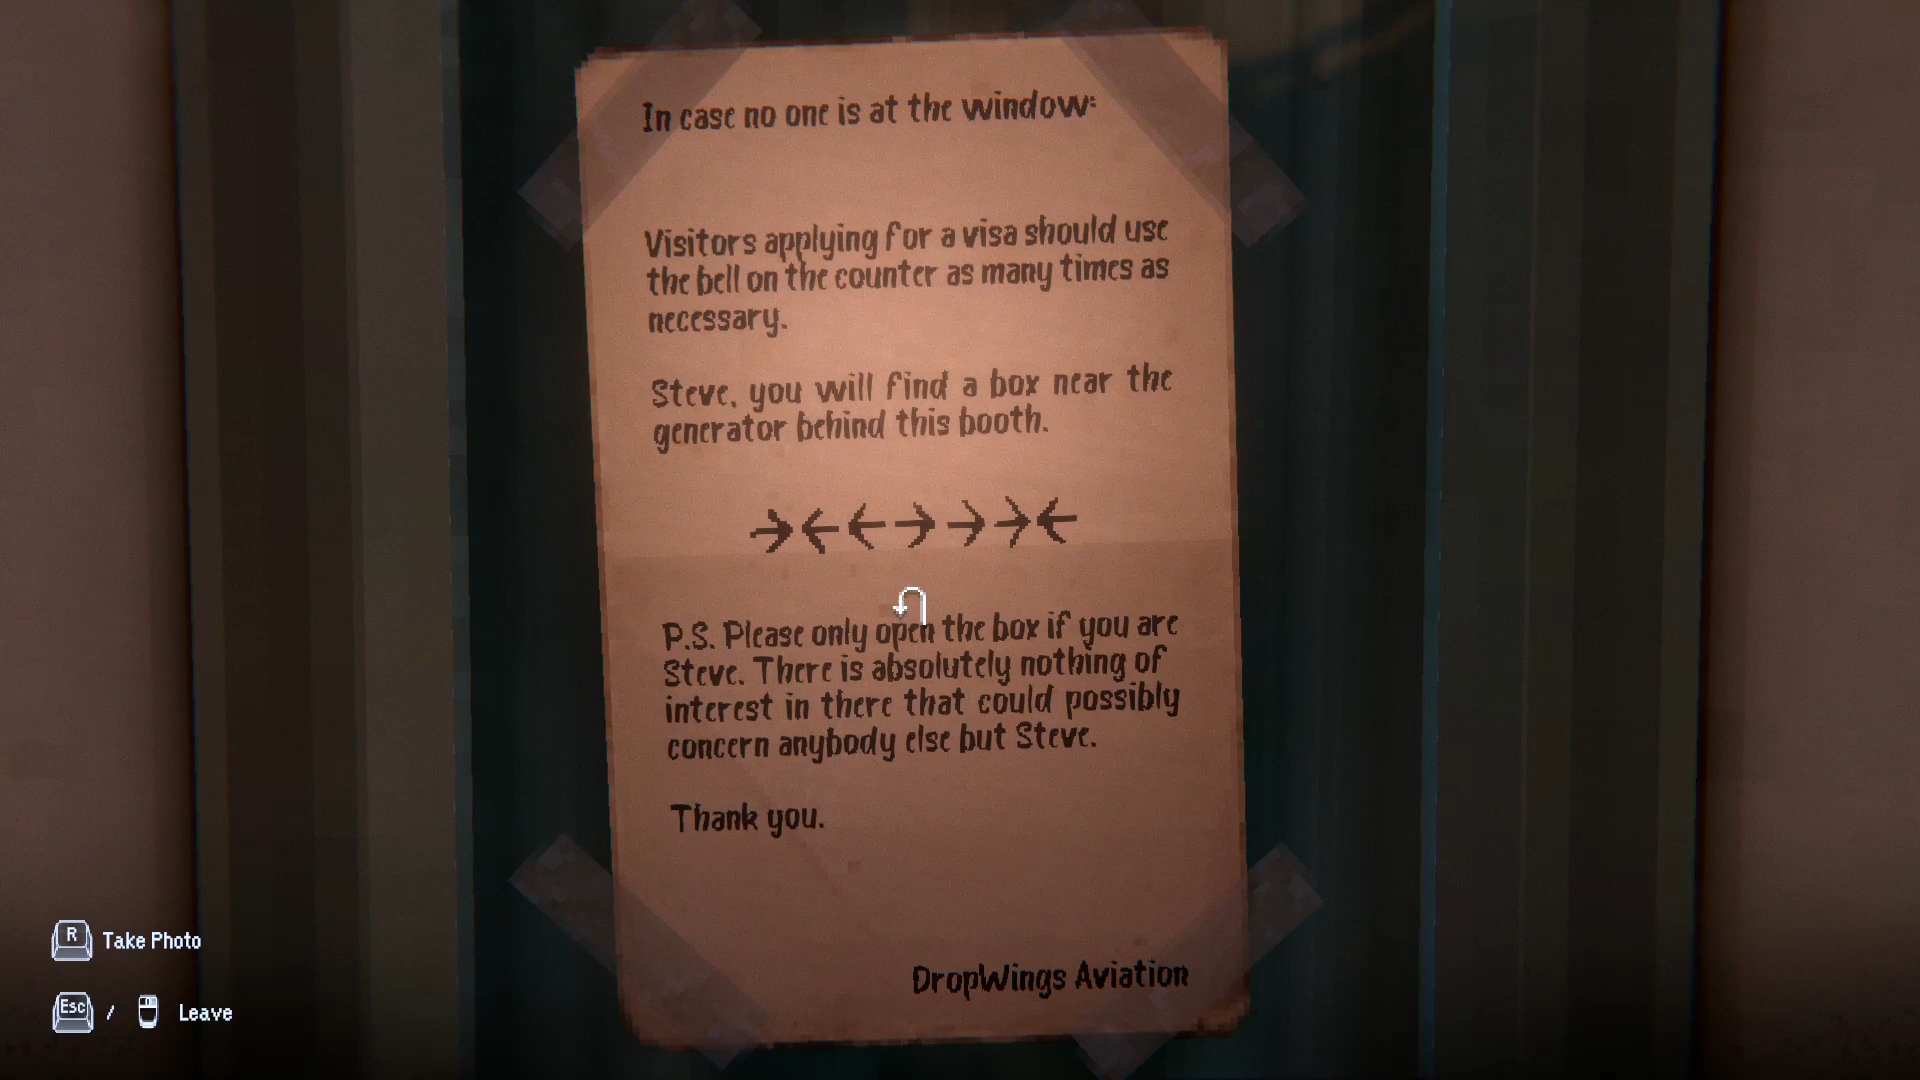 In case no one is at the window:
Visitors applying for a visa should use
the bell on the counter as many times as
necessary.
Steve, you will find a box near the
generator behind this booth.
→←←→→→←
P.S. Please only open the box if you are
Steve. There is absolutely nothing of
interest in there that could possibly
concern anybody else but Steve.
Thank you.
DropWings Aviation
R Take Photo
Esc / Leave